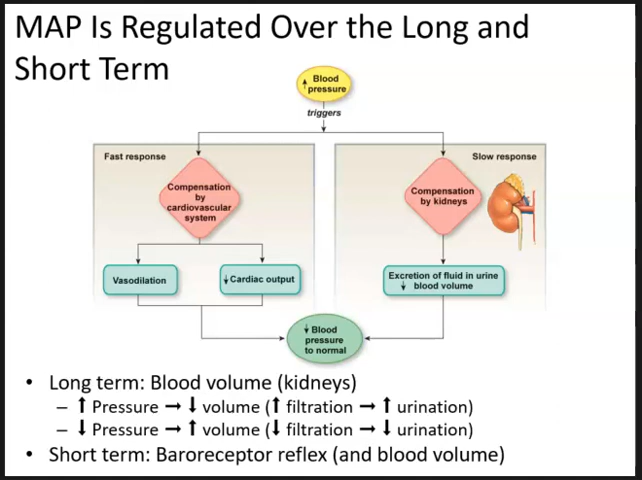 MAP Is Regulated Over the Long and
Short Term
↑ Blood
pressure
triggers
Fast response
Slow response
Compensation
by
cardiovascular
system
Compensation
by kidneys
Vasodilation
↓ Cardiac output
Excretion of fluid in urine
↓ blood volume
↓ Blood
pressure
to normal
• Long term: Blood volume (kidneys)
– ↑ Pressure → ↓ volume (↑ filtration → ↑ urination)
– ↓ Pressure → ↑ volume (↓ filtration → ↓ urination)
• Short term: Baroreceptor reflex (and blood volume)